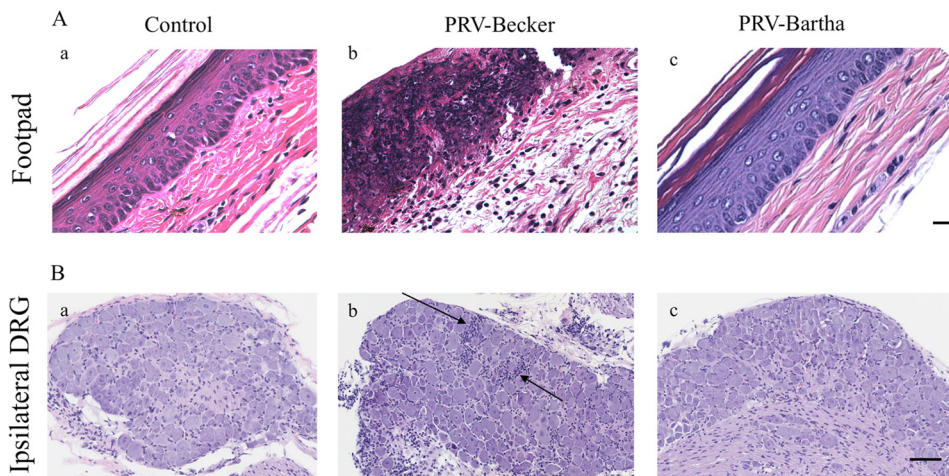 A
Control
PRV-Becker
PRV-Bartha
a
b
c
Footpad
B
a
b
c
Ipsilateral DRG